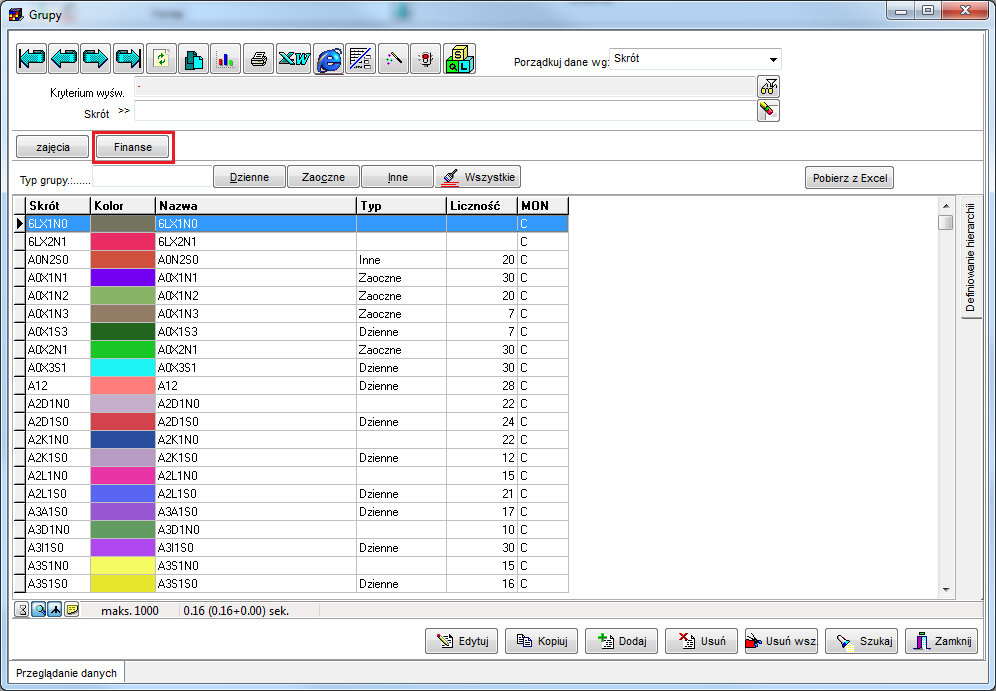 Grupy
Porządkuj dane wg: Skrót
Kryterium wyśw.
Skrót >>
zajęcia Finanse
Typ grupy.:..... Dzienne Zaoczne Inne Wszystkie Pobierz z Excel
Skrót Kolor Nazwa Typ Liczność MON
6LX1N0 6LX1N0 C
6LX2N1 6LX2N1 C
A0N2S0 A0N2S0 Inne 20 C
A0X1N1 A0X1N1 Zaoczne 30 C
A0X1N2 A0X1N2 Zaoczne 20 C
A0X1N3 A0X1N3 Zaoczne 7 C
A0X1S3 A0X1S3 Dzienne 7 C
A0X2N1 A0X2N1 Zaoczne 30 C
A0X3S1 A0X3S1 Dzienne 30 C
A12 A12 Dzienne 28 C
A2D1N0 A2D1N0 22 C
A2D1S0 A2D1S0 Dzienne 24 C
A2K1N0 A2K1N0 22 C
A2K1S0 A2K1S0 Dzienne 12 C
A2L1N0 A2L1N0 15 C
A2L1S0 A2L1S0 Dzienne 21 C
A3A1S0 A3A1S0 Dzienne 17 C
A3D1N0 A3D1N0 10 C
A3I1S0 A3I1S0 Dzienne 30 C
A3S1N0 A3S1N0 15 C
A3S1S0 A3S1S0 Dzienne 16 C
Definiowanie hierarchii
maks. 1000 0.16 (0.16+0.00) sek.
Edytuj Kopiuj Dodaj Usuń Usuń wsz. Szukaj Zamknij
Przeglądanie danych